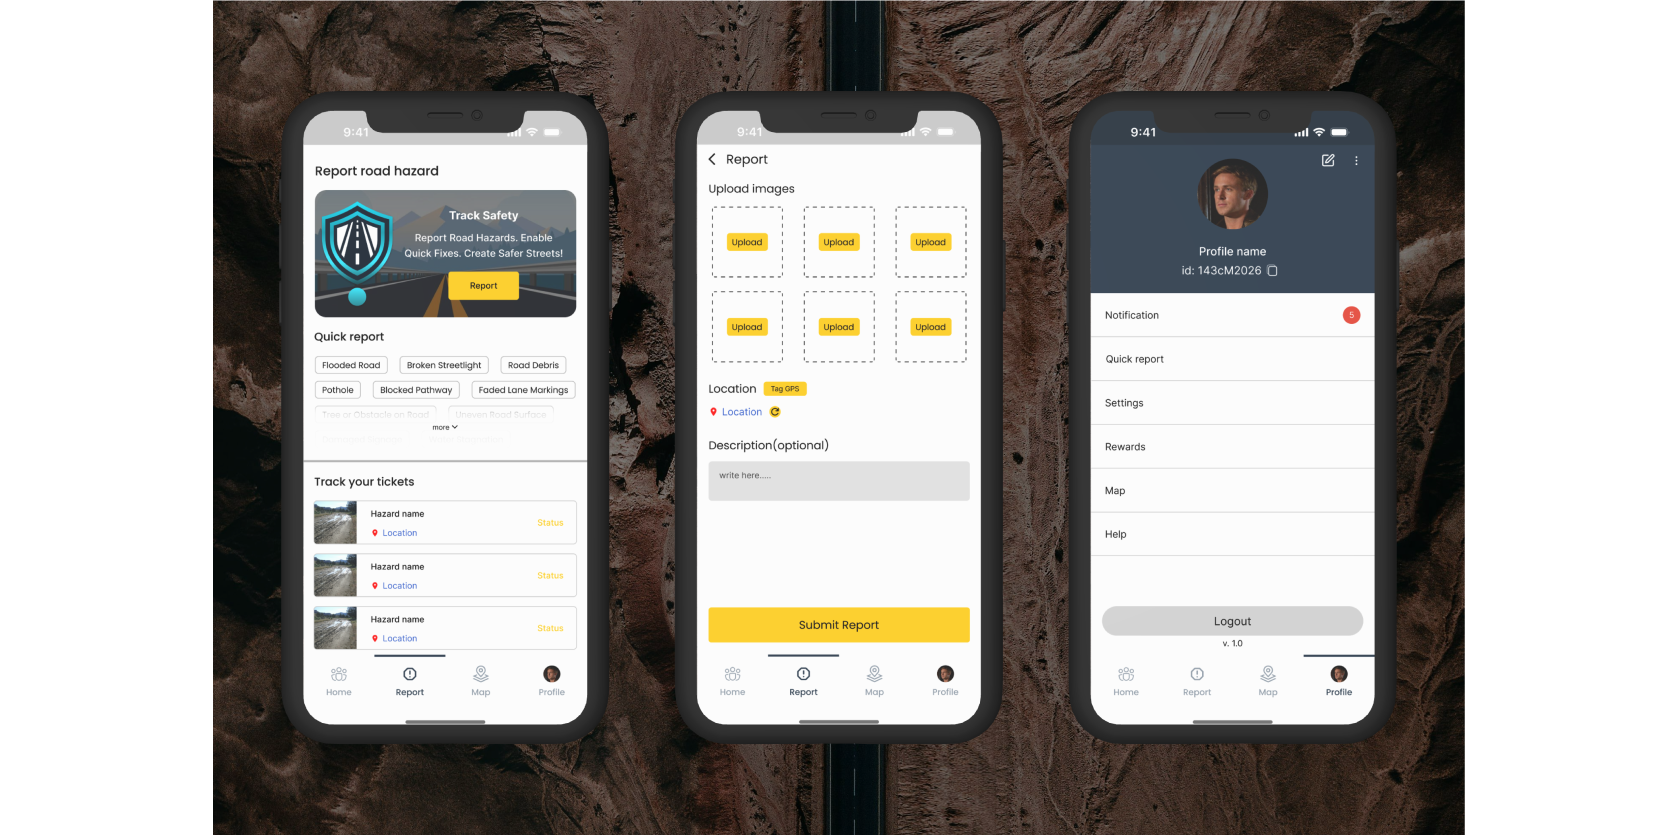 9:41
Report road hazard
Track Safety
Report Road Hazards. Enable
Quick Fixes. Create Safer Streets!
Report
Quick report
Flooded Road
Broken Streetlight
Road Debris
Pothole
Blocked Pathway
Faded Lane Markings
Tree or Obstacle on Road
Uneven Road Surface
more
Track your tickets
Hazard name
Location
Status
Hazard name
Location
Status
Hazard name
Location
Status
Home
Report
Map
Profile
9:41
Report
Upload images
Upload
Upload
Upload
Upload
Upload
Upload
Location
Tag GPS
Location
Description(optional)
write here.....
Submit Report
Home
Report
Map
Profile
9:41
Profile name
id: 143cM2026
Notification
5
Quick report
Settings
Rewards
Map
Help
Logout
v. 1.0
Home
Report
Map
Profile